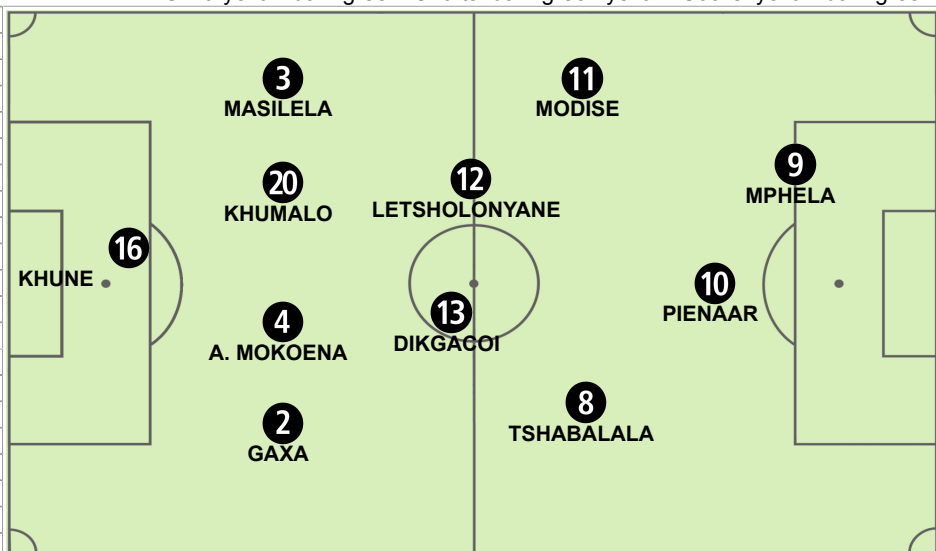 3
MASILELA
11
MODISE
9
MPHELA
20
KHUMALO
12
LETSHOLONYANE
16
KHUNE
10
PIENAAR
4
A. MOKOENA
13
DIKGACOI
8
TSHABALALA
2
GAXA